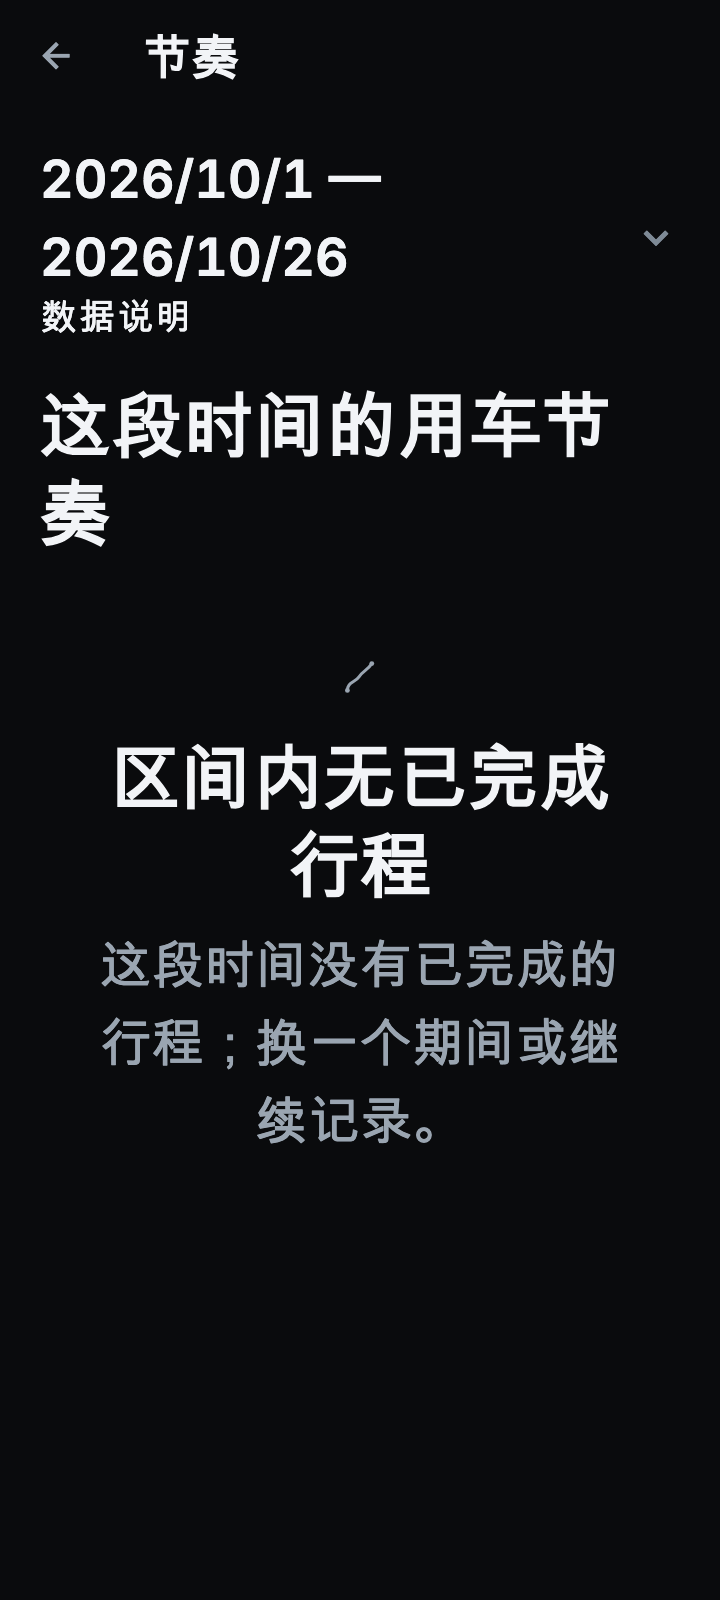 节奏
2026/10/1 —
2026/10/26
数据说明
这段时间的用车节
奏
区间内无已完成
行程
这段时间没有已完成的
行程；换一个期间或继
续记录。